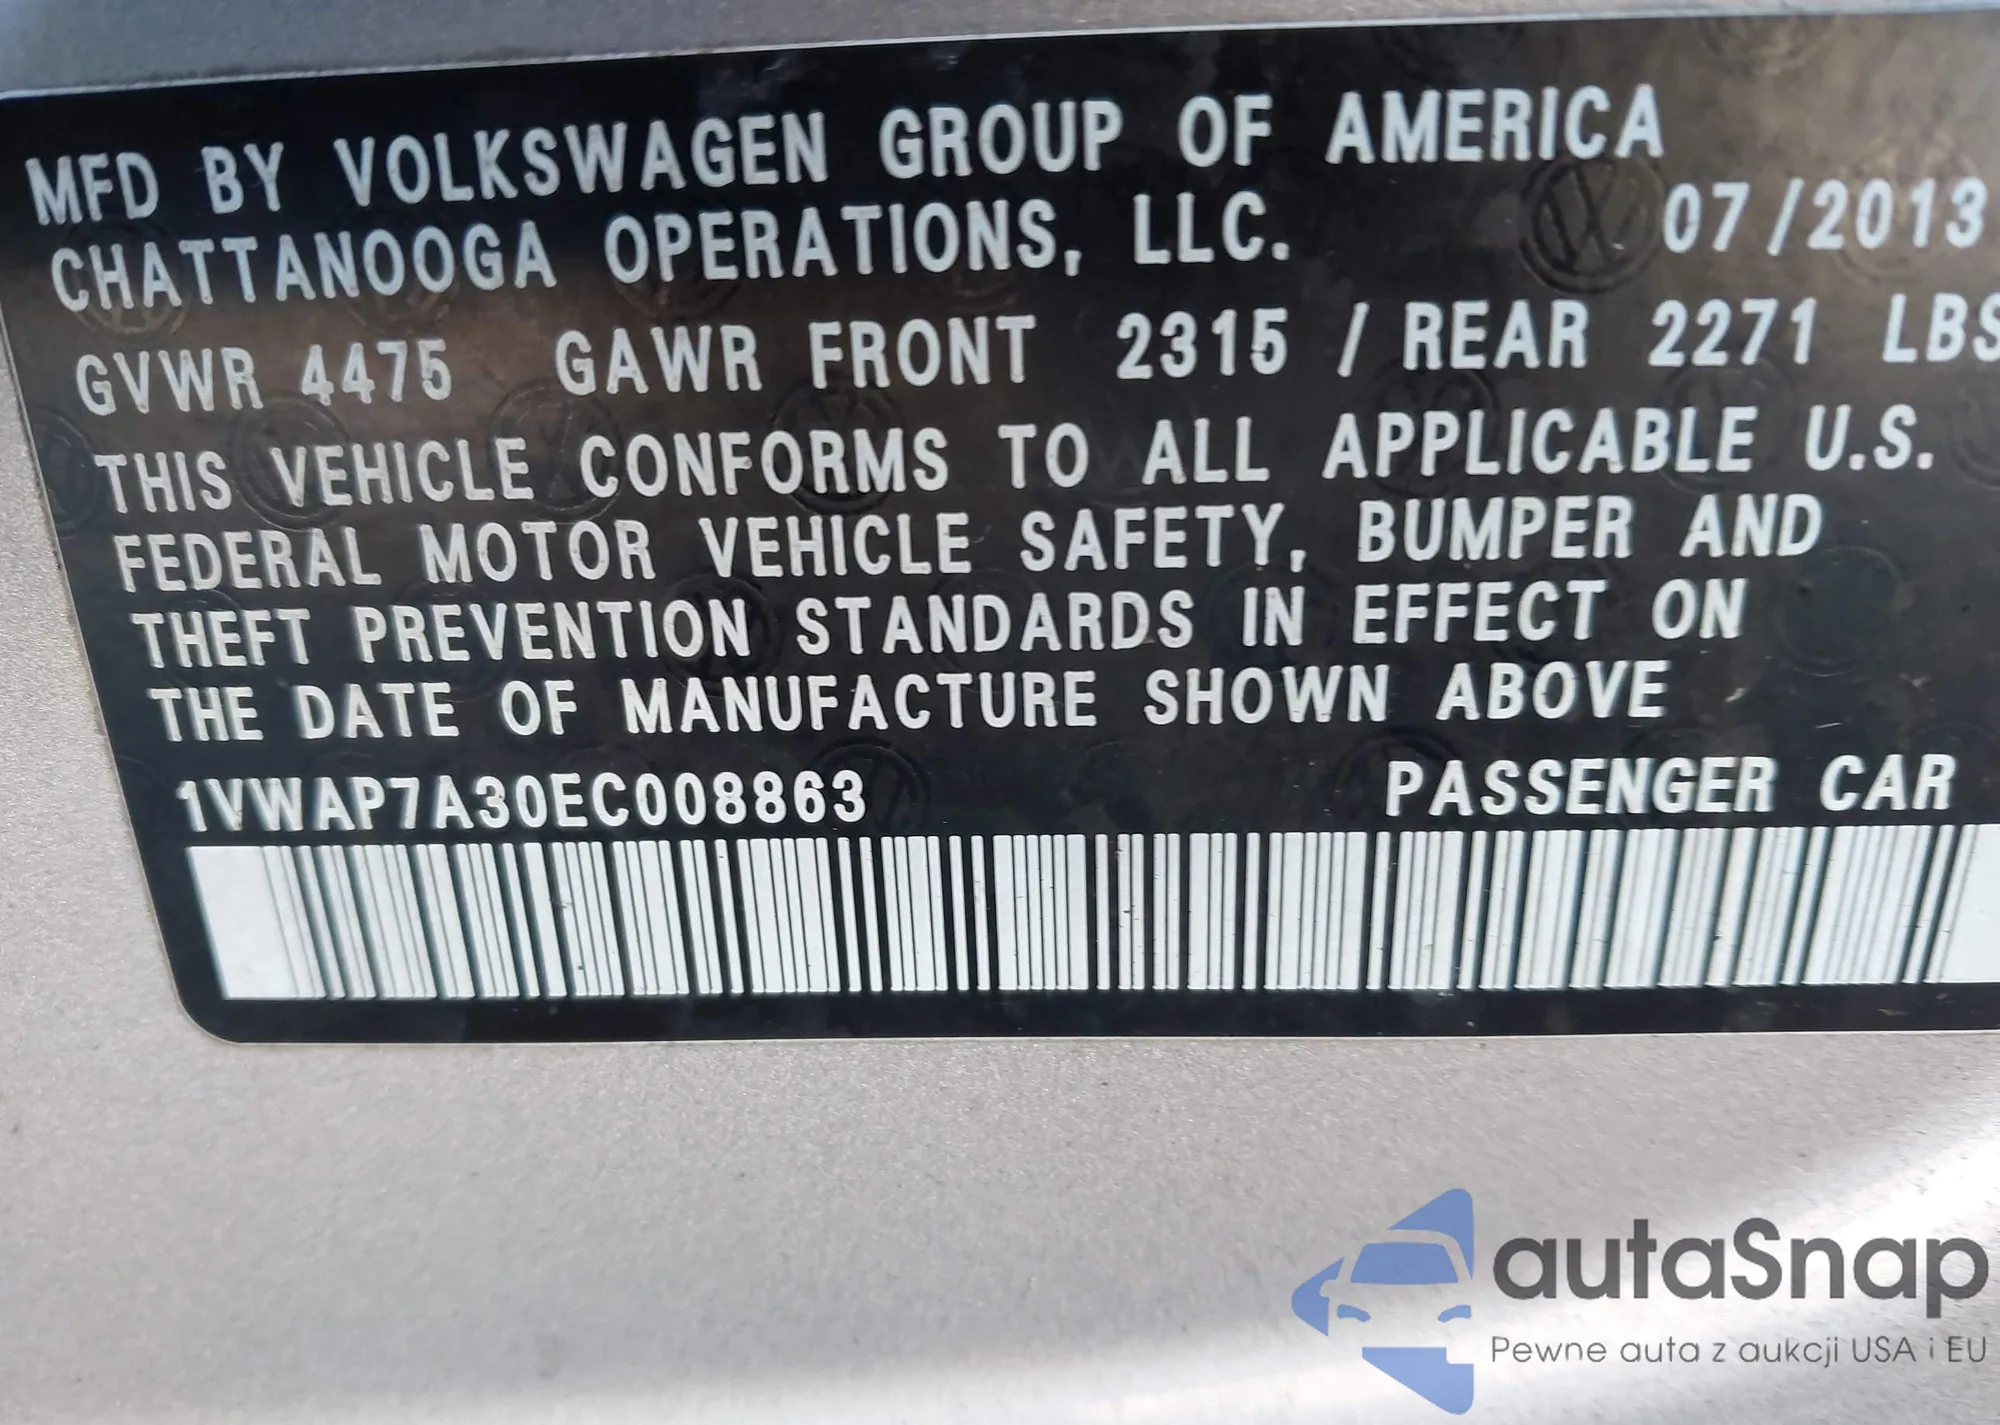 MFD BY VOLKSWAGEN GROUP OF AMERICA
CHATTANOOGA OPERATIONS, LLC. 07/2013
GVWR 4475 GAWR FRONT 2315 / REAR 2271 LBS
THIS VEHICLE CONFORMS TO ALL APPLICABLE U.S.
FEDERAL MOTOR VEHICLE SAFETY, BUMPER AND
THEFT PREVENTION STANDARDS IN EFFECT ON
THE DATE OF MANUFACTURE SHOWN ABOVE
1VWAP7A30EC008863 PASSENGER CAR
autaSnap
Pewne auta z aukcji USA i EU